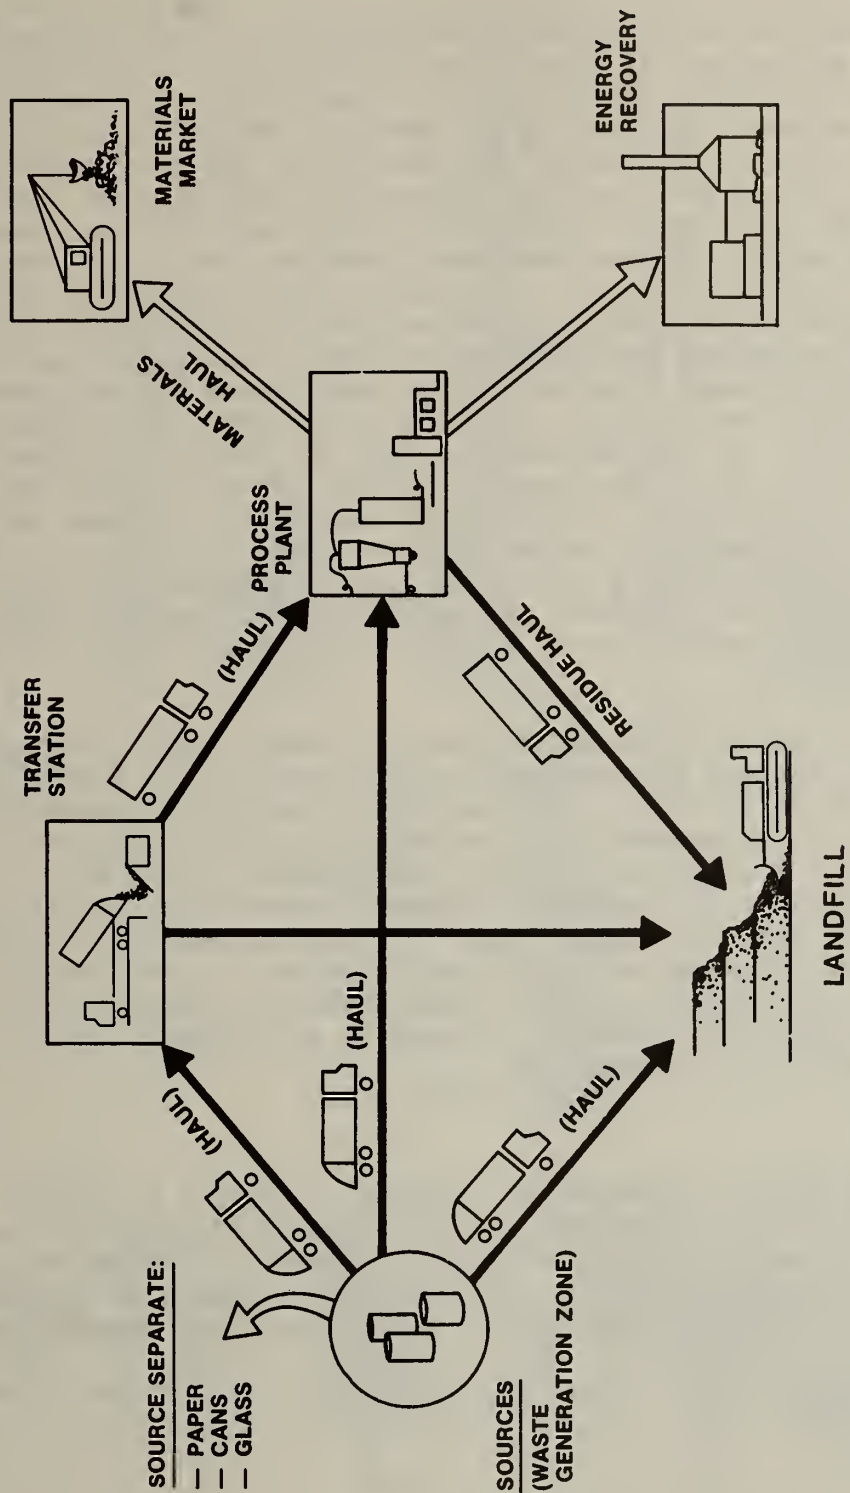 SOURCE SEPARATE:
— PAPER
— CANS
— GLASS
SOURCES
(WASTE
GENERATION ZONE)
(HAUL)
(HAUL)
(HAUL)
TRANSFER
STATION
(HAUL)
PROCESS
PLANT
MATERIALS
HAUL
MATERIALS
MARKET
ENERGY
RECOVERY
RESIDUE HAUL
LANDFILL